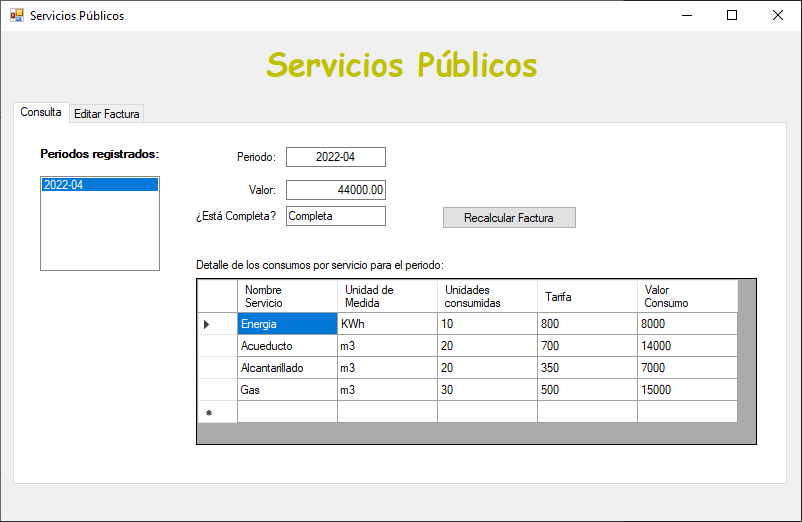 Servicios Públicos
Servicios Públicos
Consulta Editar Factura
Periodos registrados:
2022-04
Periodo: 2022-04
Valor: 44000.00
¿Está Completa? Completa
Recalcular Factura
Detalle de los consumos por servicio para el periodo:
Nombre Servicio Unidad de Medida Unidades consumidas Tarifa Valor Consumo
Energia KWh 10 800 8000
Acueducto m3 20 700 14000
Alcantarillado m3 20 350 7000
Gas m3 30 500 15000